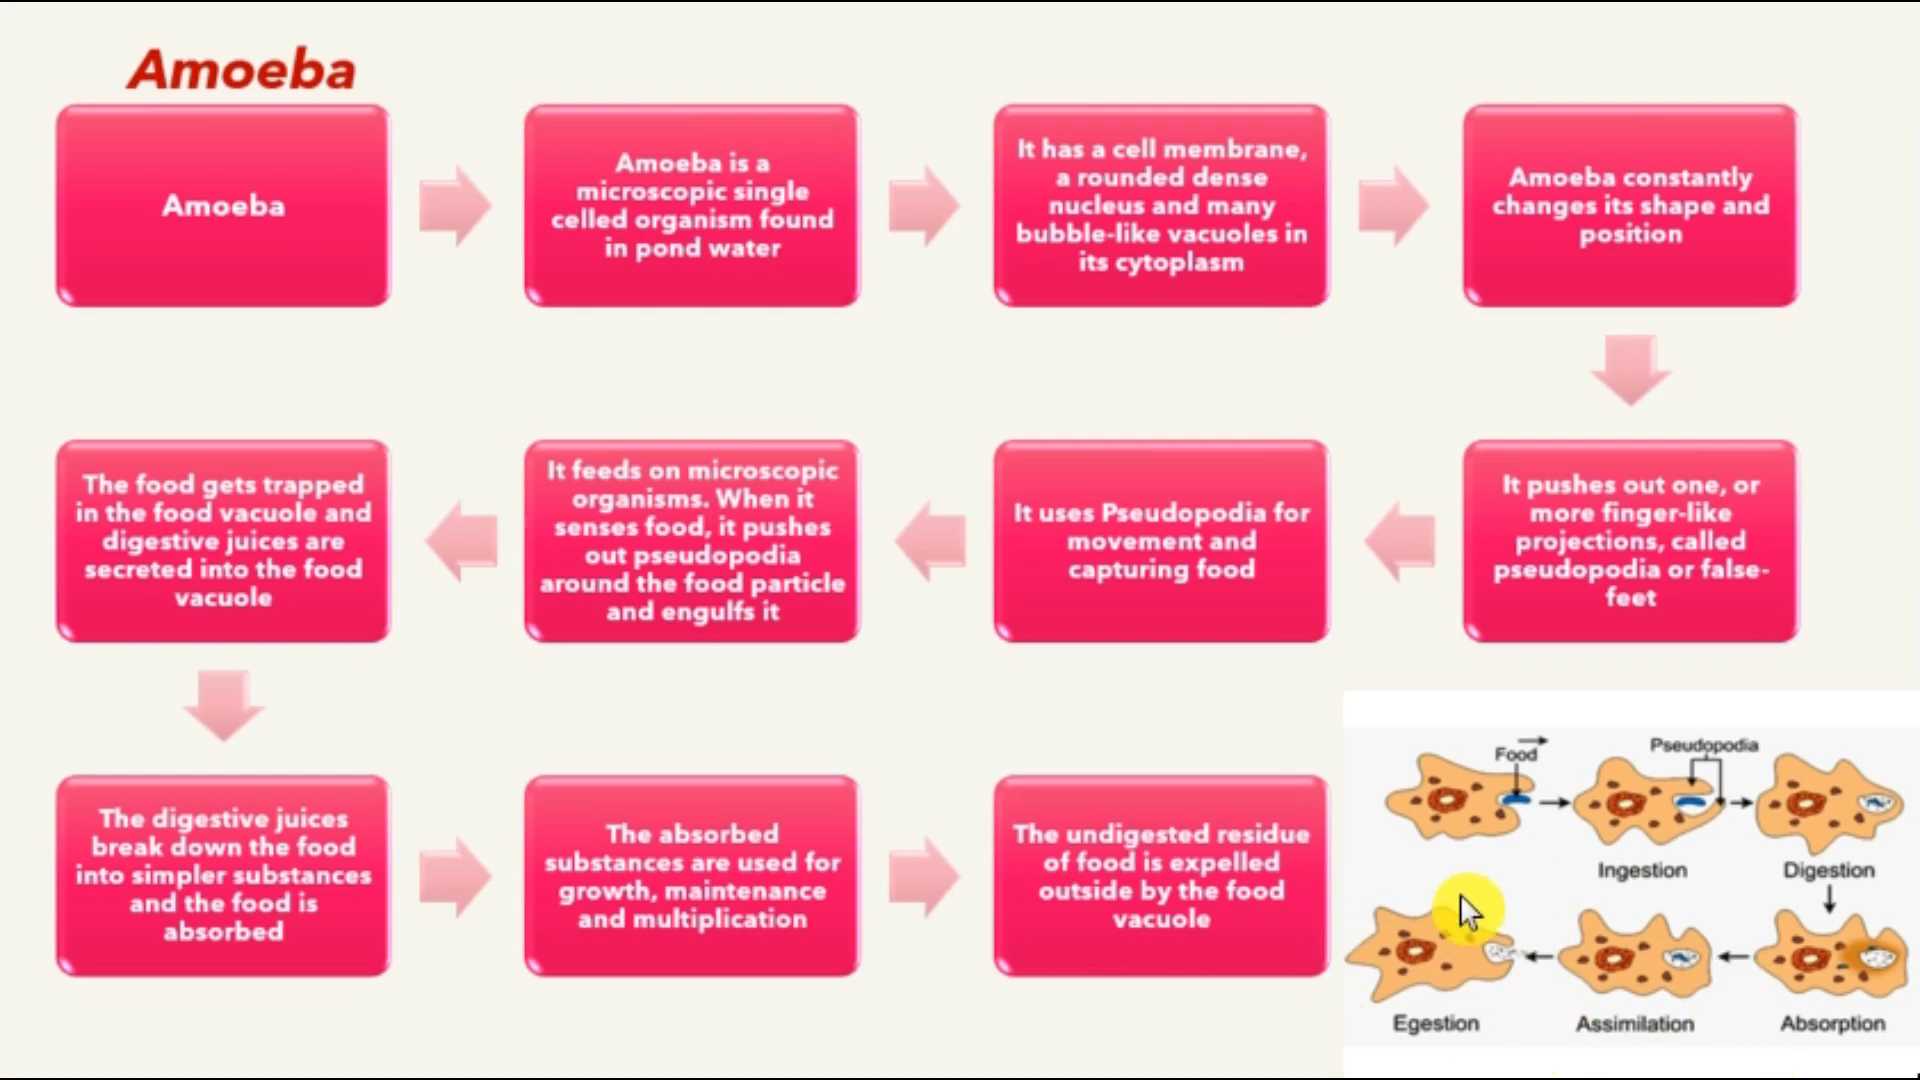 Amoeba
Amoeba
Amoeba is a
microscopic single
celled organism found
in pond water
It has a cell membrane,
a rounded dense
nucleus and many
bubble-like vacuoles in
its cytoplasm
Amoeba constantly
changes its shape and
position
It pushes out one, or
more finger-like
projections, called
pseudopodia or false-
feet
It uses Pseudopodia for
movement and
capturing food
It feeds on microscopic
organisms. When it
senses food, it pushes
out pseudopodia
around the food particle
and engulfs it
The food gets trapped
in the food vacuole and
digestive juices are
secreted into the food
vacuole
The digestive juices
break down the food
into simpler substances
and the food is
absorbed
The absorbed
substances are used for
growth, maintenance
and multiplication
The undigested residue
of food is expelled
outside by the food
vacuole
Food
Pseudopodia
Ingestion
Digestion
Egestion
Assimilation
Absorption